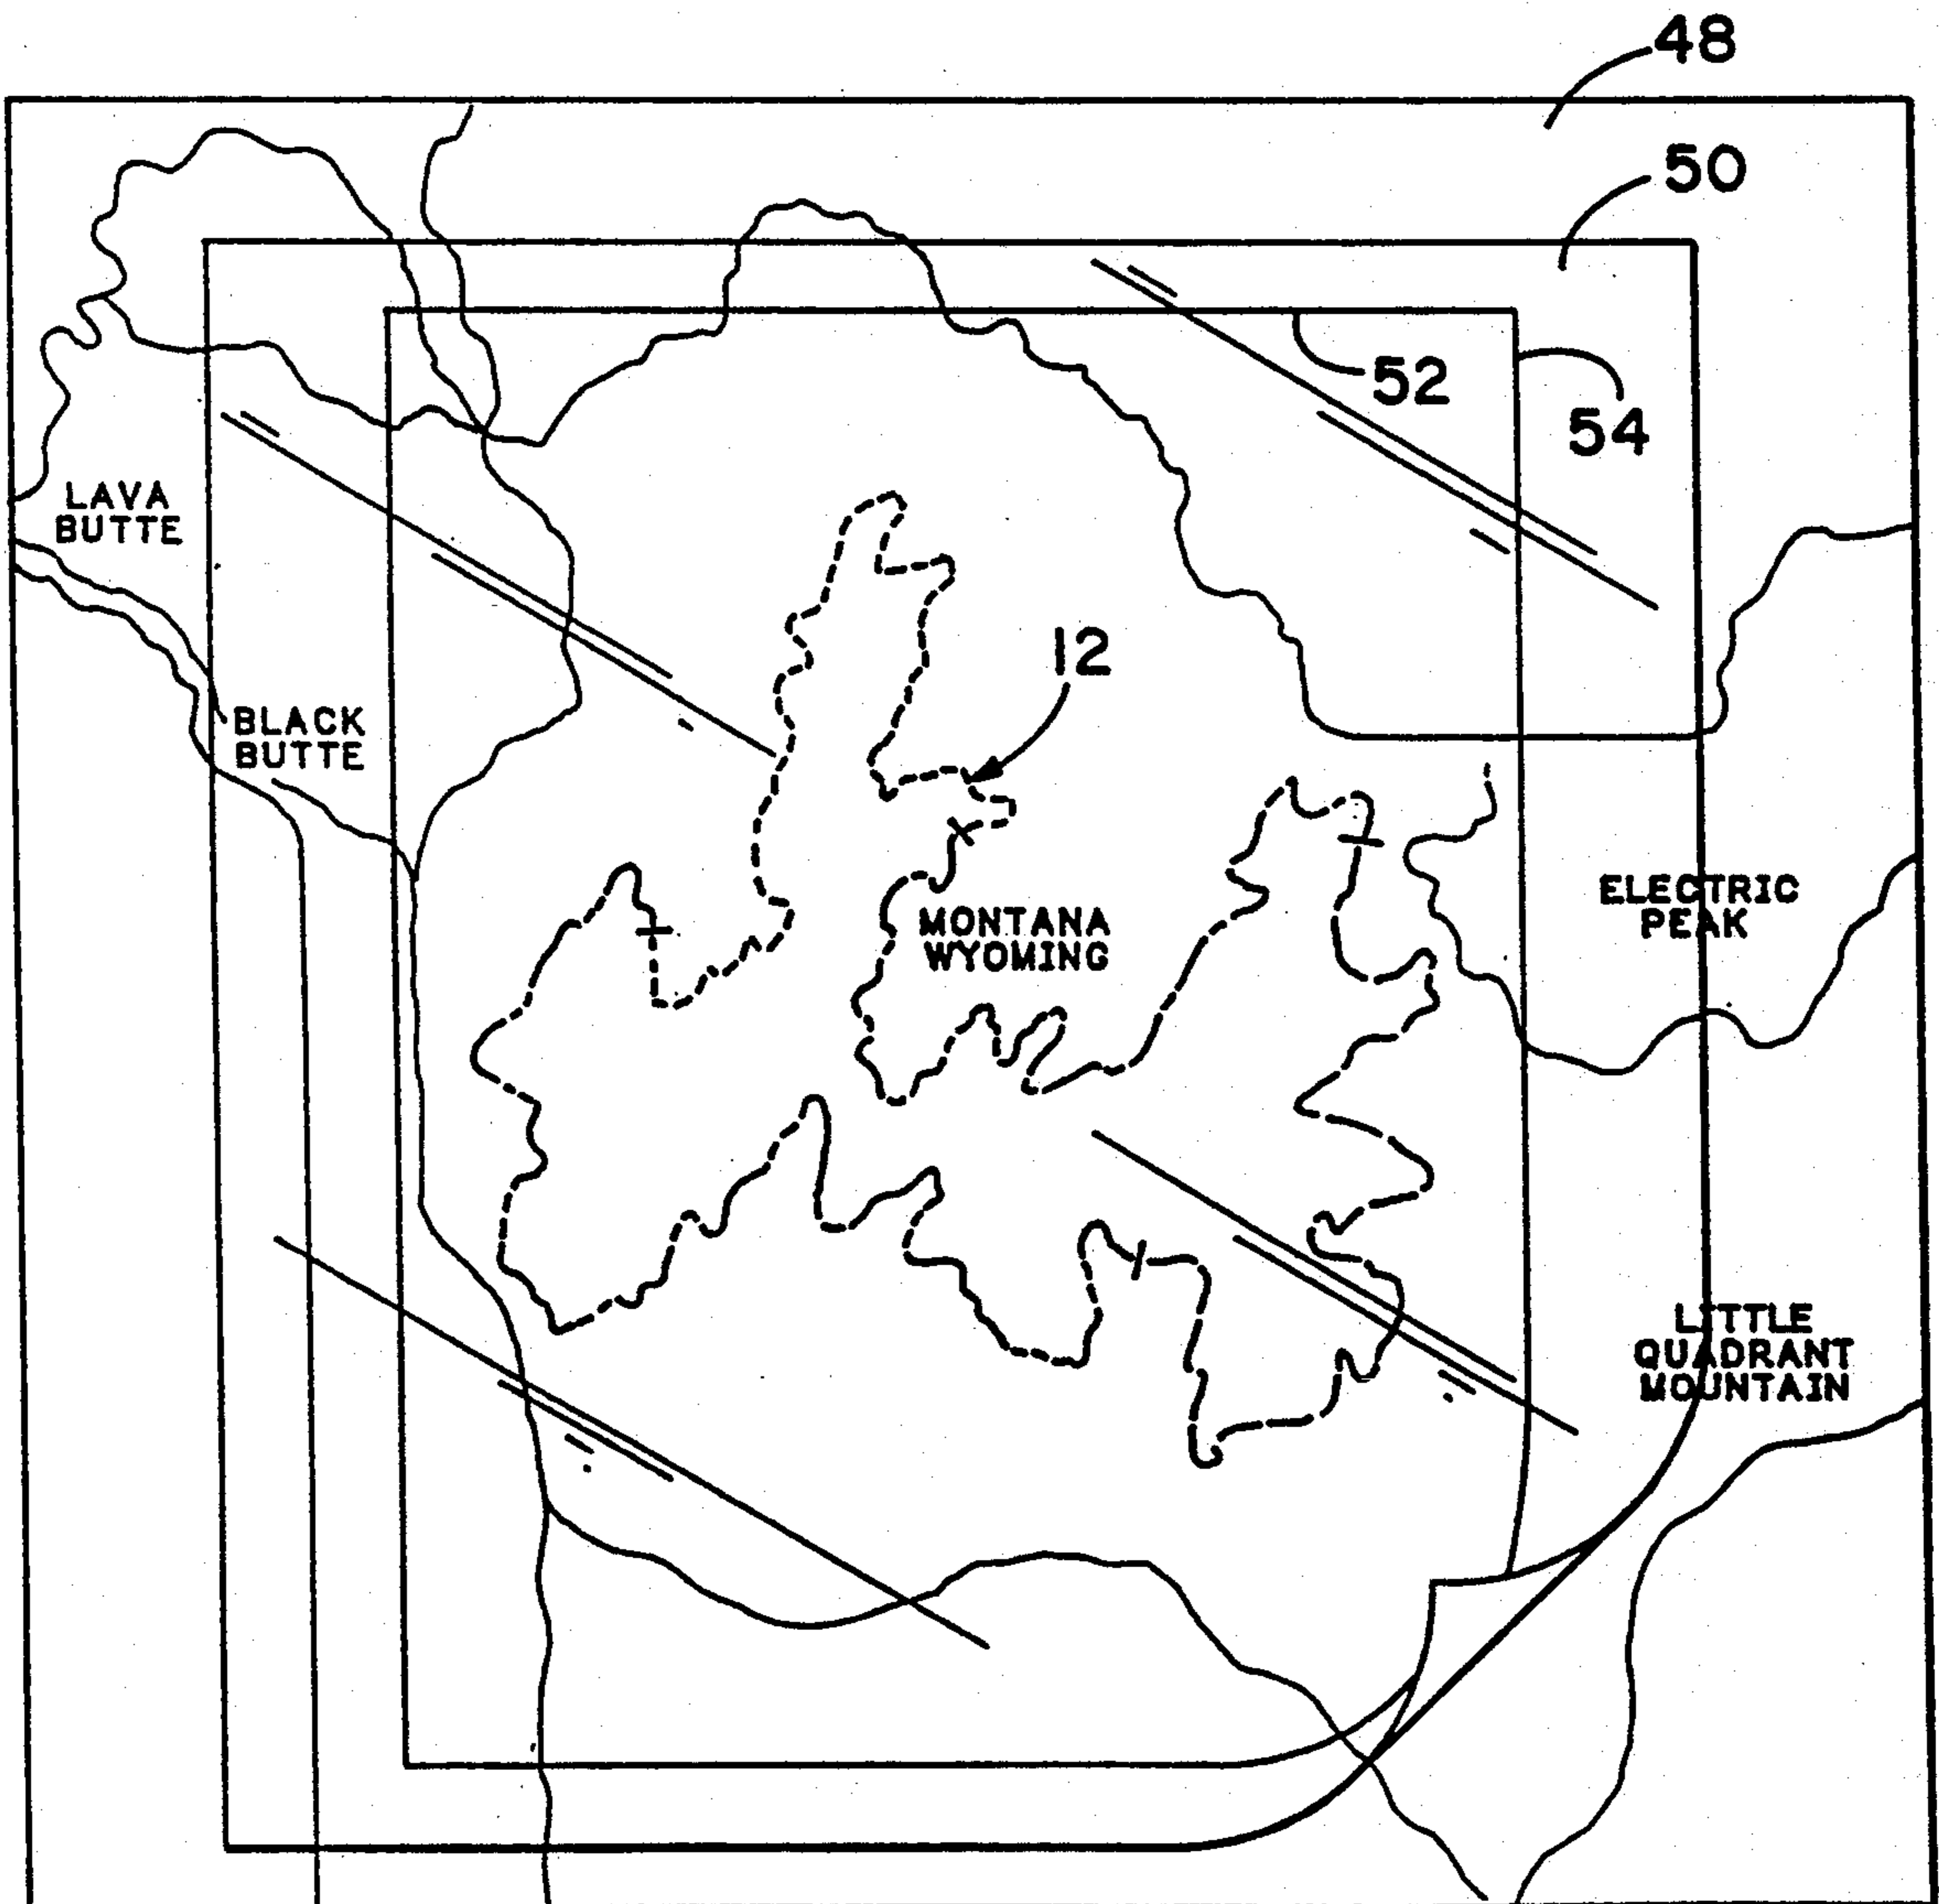 48
50
52
54
LAVA
BUTTE
12
BLACK
BUTTE
MONTANA
WYOMING
ELECTRIC
PEAK
LITTLE
QUADRANT
MOUNTAIN